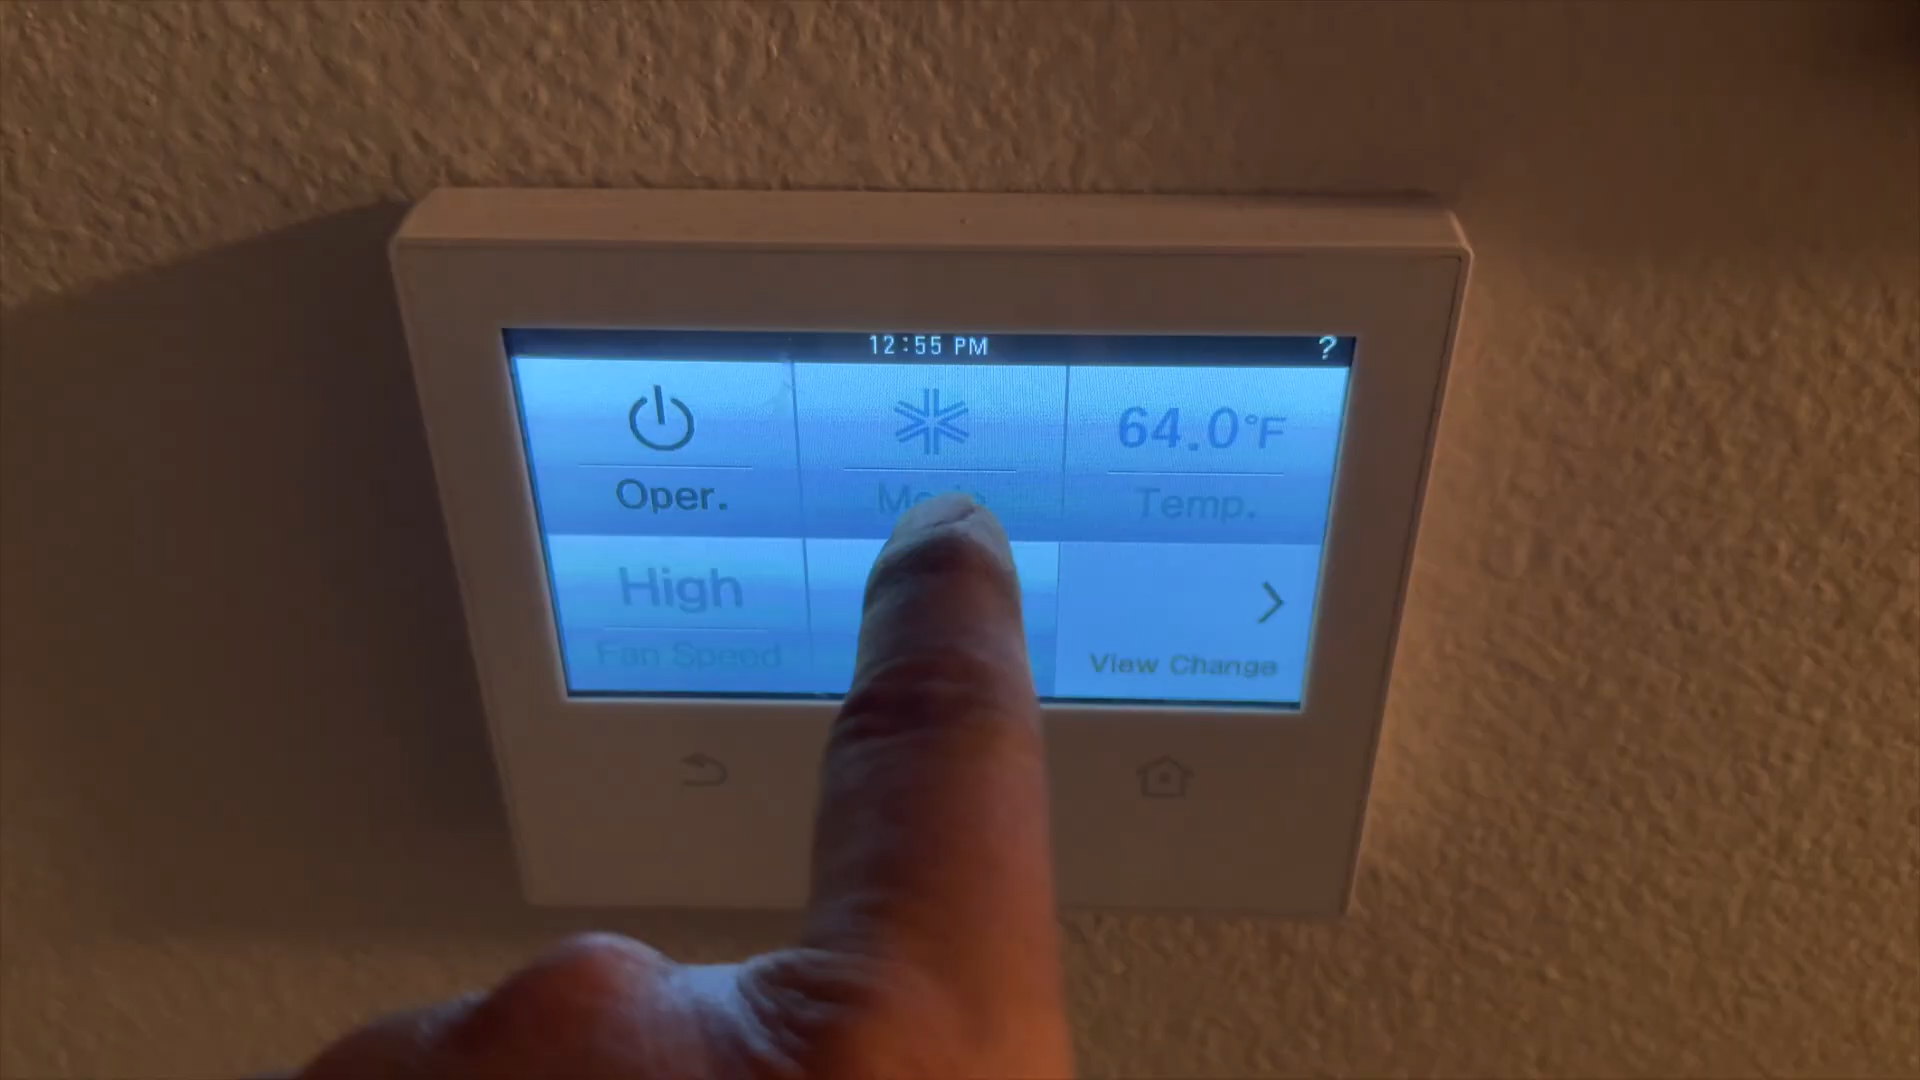 12:55 PM ?
64.0°F
Oper. Temp.
High
Fan Speed View Change